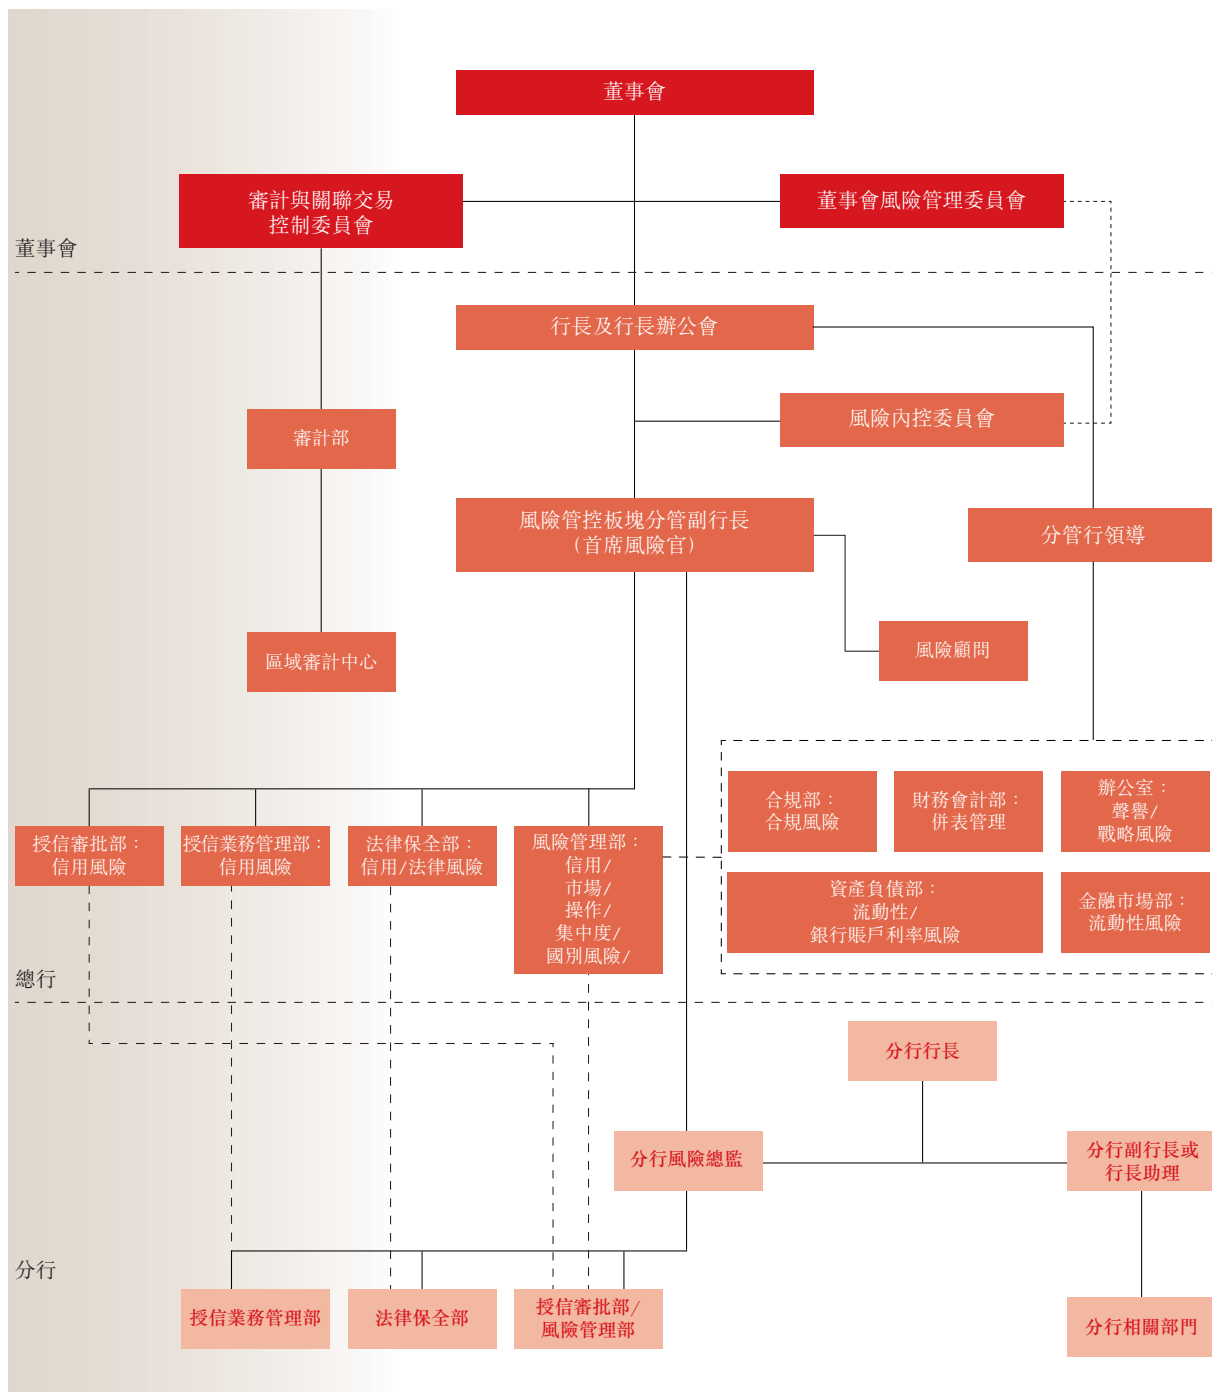 董事會
審計與關聯交易
控制委員會
董事會風險管理委員會
董事會
行長及行長辦公會
風險內控委員會
審計部
風險管控板塊分管副行長
（首席風險官）
分管行領導
風險顧問
區域審計中心
合規部：
合規風險
財務會計部：
併表管理
辦公室：
聲譽/
戰略風險
授信審批部：
信用風險
授信業務管理部：
信用風險
法律保全部：
信用/法律風險
風險管理部：
信用/
市場/
操作/
集中度/
國別風險/
資產負債部：
流動性/
銀行賬戶利率風險
金融市場部：
流動性風險
總行
分行行長
分行風險總監
分行副行長或
行長助理
分行
授信業務管理部
法律保全部
授信審批部/
風險管理部
分行相關部門